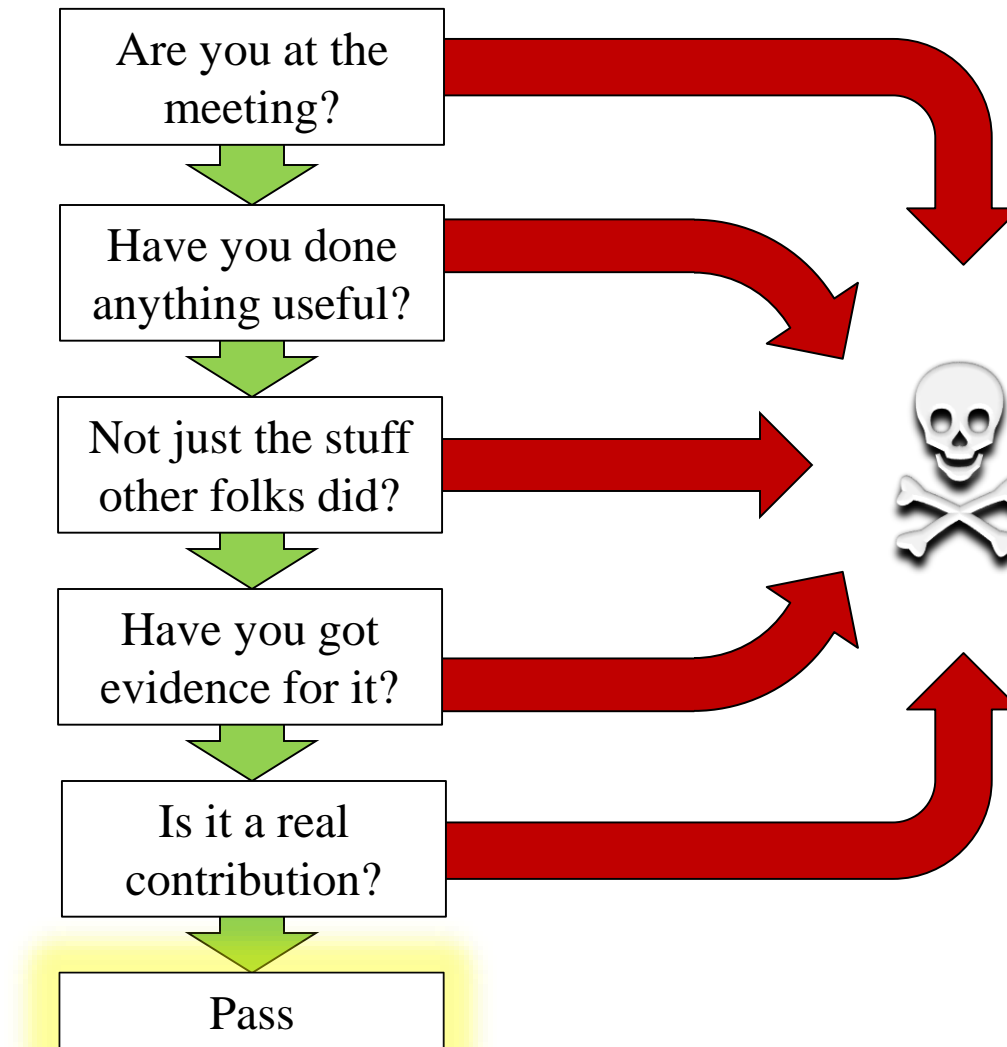 Are you at the
meeting?
Have you done
anything useful?
Not just the stuff
other folks did?
Have you got
evidence for it?
Is it a real
contribution?
Pass